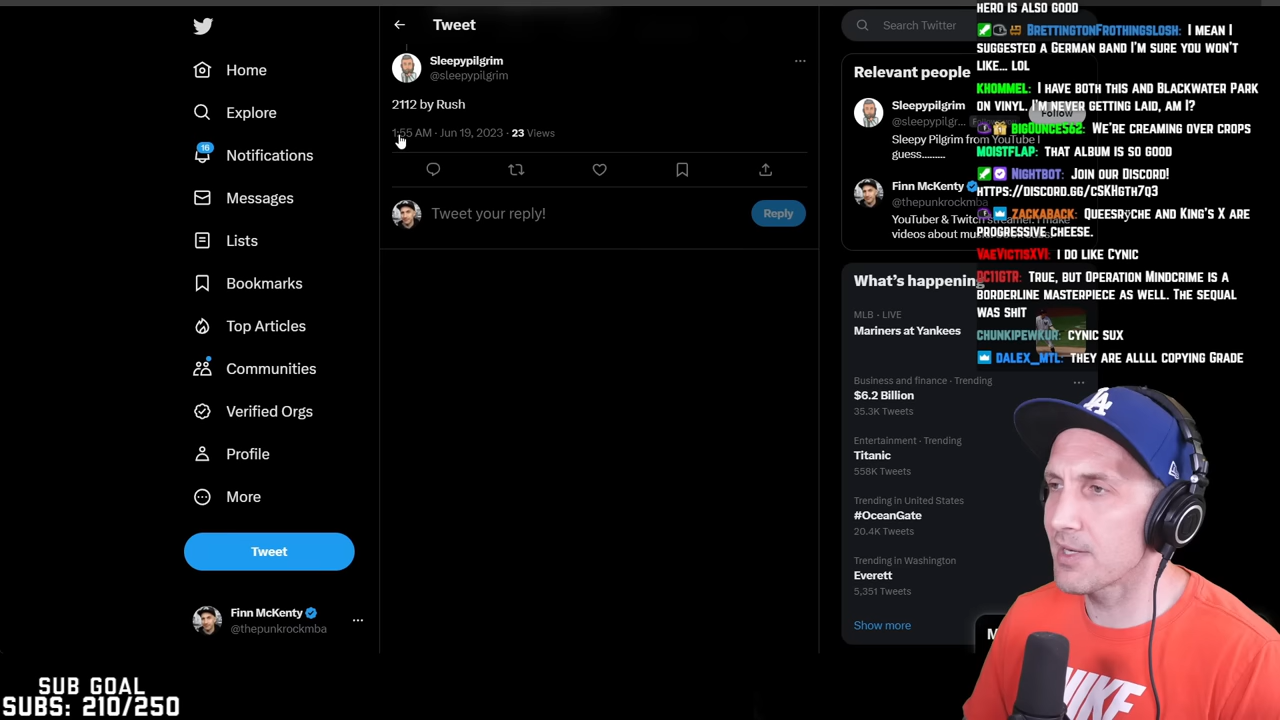 Tweet
Search Twitter
Home
Explore
16
Notifications
Messages
Lists
Bookmarks
Top Articles
Communities
Verified Orgs
Profile
More
Tweet
Finn McKenty
@thepunkrockmba
Sleepypilgrim
@sleepypilgrim
2112 by Rush
1:55 AM · Jun 19, 2023 · 23 Views
Tweet your reply!
Reply
Relevant people
Sleepypilgrim
@sleepypilgr...
Follow
Sleepy Pilgrim from YouTube I
guess.........
Finn McKenty
@thepunkrockmb
YouTuber & Twitch streamer. I make
videos about mu
What's happening
MLB · LIVE
Mariners at Yankees
Business and finance · Trending
$6.2 Billion
35.3K Tweets
Entertainment · Trending
Titanic
558K Tweets
Trending in United States
#OceanGate
20.4K Tweets
Trending in Washington
Everett
5,351 Tweets
Show more
HERO IS ALSO GOOD
BRETTINGTONFROTHINGSLOSH: I MEAN I
SUGGESTED A GERMAN BAND I'M SURE YOU WON'T
LIKE... LOL
KHOMMEL: I HAVE BOTH THIS AND BLACKWATER PARK
ON VINYL. I'M NEVER GETTING LAID, AM I?
BIGOUNCE562: WE'RE CREAMING OVER CROPS
MOISTFLAP: THAT ALBUM IS SO GOOD
NIGHTBOT: JOIN OUR DISCORD!
HTTPS://DISCORD.GG/CSKHGTH7Q3
ZACKABACK: QUEENSRŸCHE AND KING'S X ARE
PROGRESSIVE CHEESE.
VAEVICTISXVI: I DO LIKE CYNIC
DC11GTR: TRUE, BUT OPERATION MINDCRIME IS A
BORDERLINE MASTERPIECE AS WELL. THE SEQUAL
WAS SHIT
CHUNKIPEWKUR: CYNIC SUX
DALEX_MTL: THEY ARE ALLLL COPYING GRADE
SUB GOAL
SUBS: 210/250
NIKE